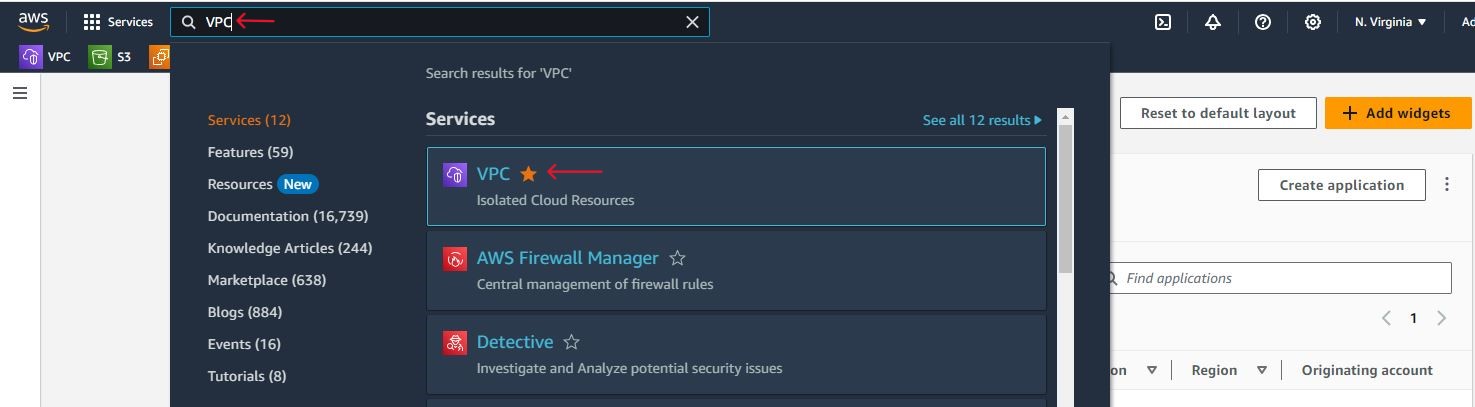 aws Services VPC N. Virginia Ad
VPC S3
Search results for 'VPC'
Services (12)
Features (59)
Resources New
Documentation (16,739)
Knowledge Articles (244)
Marketplace (638)
Blogs (884)
Events (16)
Tutorials (8)
Services See all 12 results
VPC
Isolated Cloud Resources
AWS Firewall Manager
Central management of firewall rules
Detective
Investigate and Analyze potential security issues
Reset to default layout + Add widgets
Create application
Find applications
1
on Region Originating account